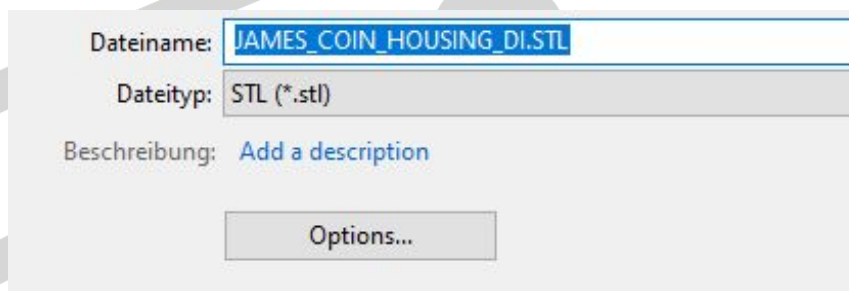 Dateiname: JAMES_COIN_HOUSING_DI.STL
Dateityp: STL (*.stl)
Beschreibung: Add a description
Options...